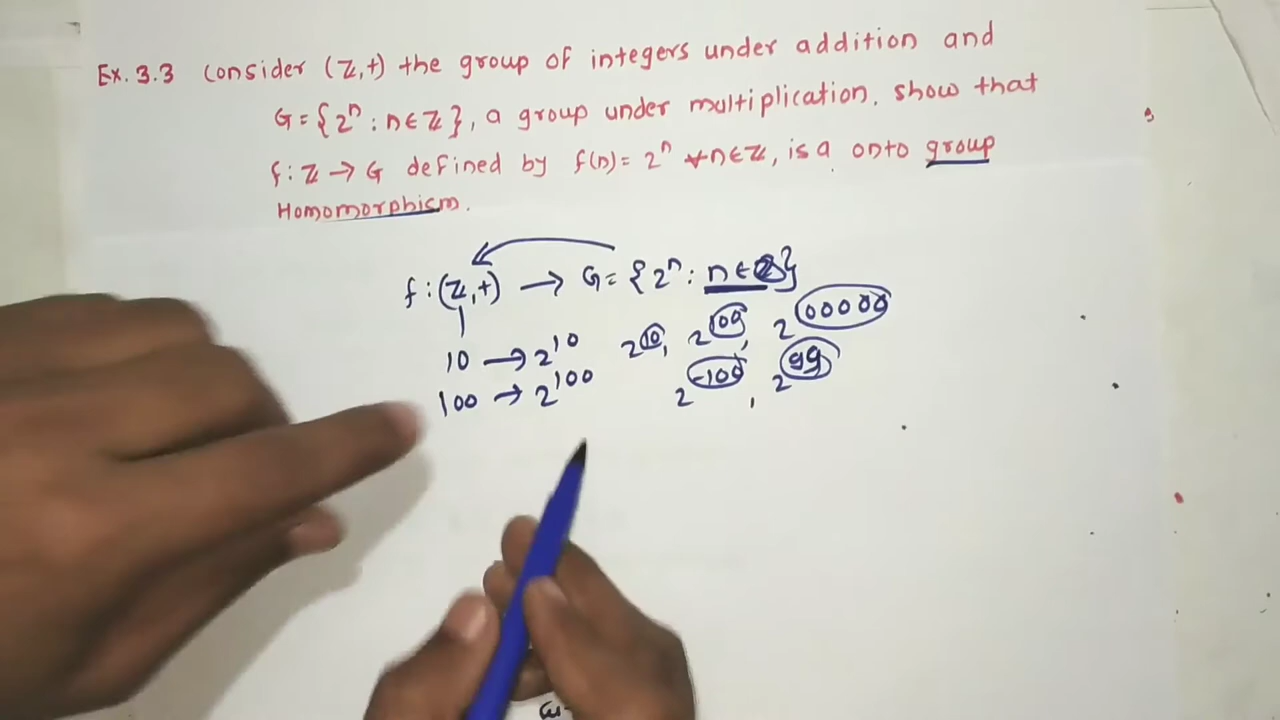 Ex. 3.3 Consider (ℤ,+) the group of integers under addition and
G = {2ⁿ : n ∈ ℤ}, a group under multiplication. show that
f : ℤ → G defined by f(n) = 2ⁿ ∀n∈ℤ, is a onto group
Homomorphism.
f : (ℤ,+) → G = {2ⁿ : n ∈ ℤ}
10 → 2¹⁰ 2¹⁰, 2¹⁰⁰, 2⁰⁰⁰⁰⁰
100 → 2¹⁰⁰ 2⁻¹⁰⁰, 2⁹⁹